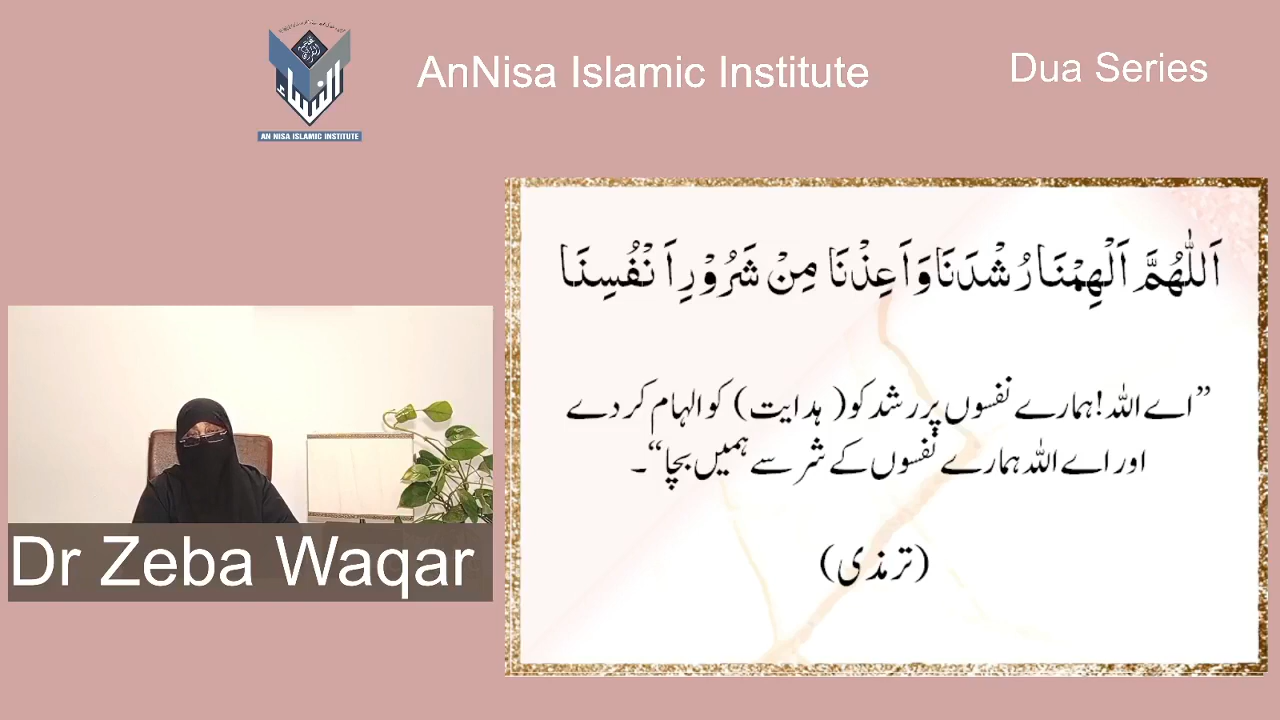 AN NISA ISLAMIC INSTITUTE
AnNisa Islamic Institute
Dua Series
اَللّٰهُمَّ اَلْهِمْنَا رُشْدَنَا وَاَعِذْنَا مِنْ شَرُوْرِ اَنْفُسِنَا
”اے اللہ! ہمارے نفسوں پر رشد کو ( ہدایت ) کو الہام کر دے
اور اے اللہ ہمارے نفسوں کے شر سے ہمیں بچا“۔
(ترمذی)
Dr Zeba Waqar